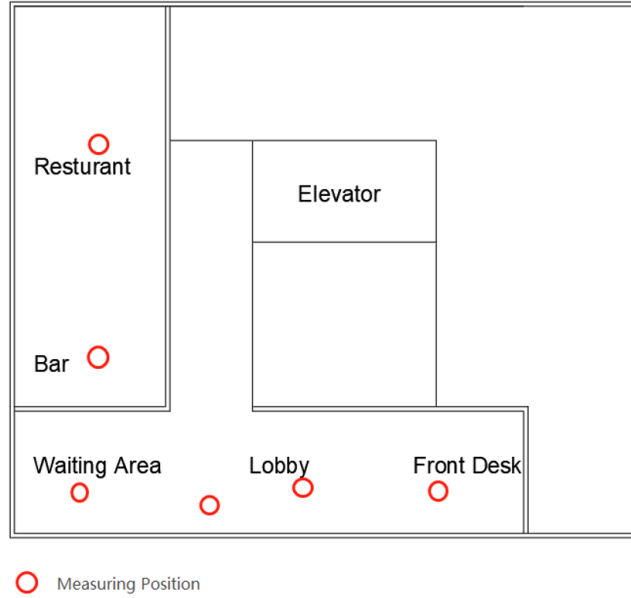 Resturant
Elevator
Bar
Waiting Area
Lobby
Front Desk
Measuring Position